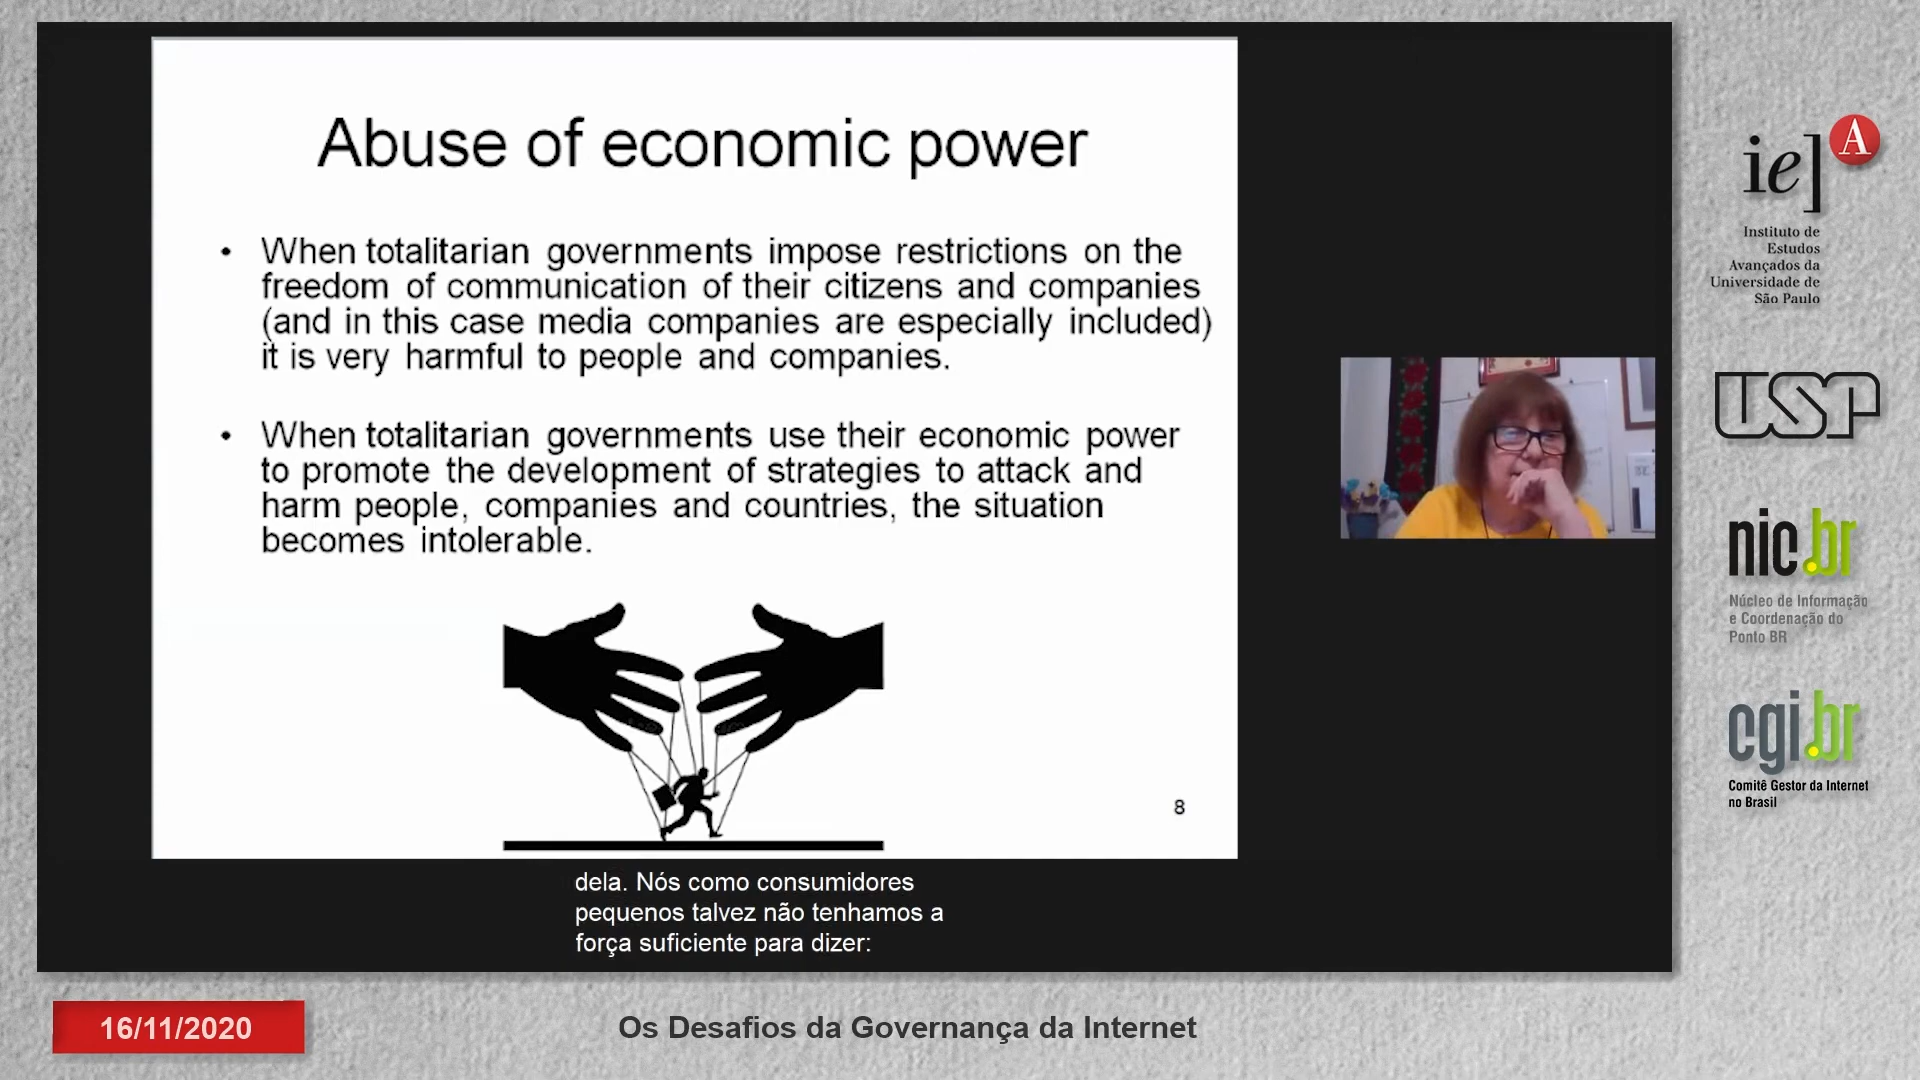 Abuse of economic power
• When totalitarian governments impose restrictions on the
freedom of communication of their citizens and companies
(and in this case media companies are especially included)
it is very harmful to people and companies.
• When totalitarian governments use their economic power
to promote the development of strategies to attack and
harm people, companies and countries, the situation
becomes intolerable.
8
dela. Nós como consumidores
pequenos talvez não tenhamos a
força suficiente para dizer:
iea] A
Instituto de
Estudos
Avançados da
Universidade de
São Paulo
USP
nic.br
Núcleo de Informação
e Coordenação do
Ponto BR
cgi.br
Comitê Gestor da Internet
no Brasil
16/11/2020
Os Desafios da Governança da Internet